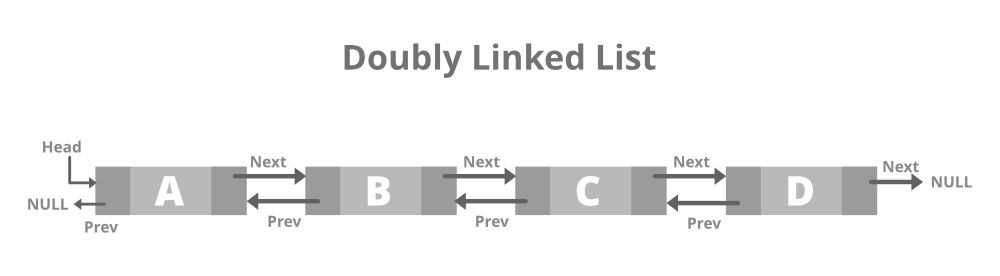 Doubly Linked List
Head
Next
Next
Next
Next
A
B
C
D
NULL
NULL
Prev
Prev
Prev
Prev